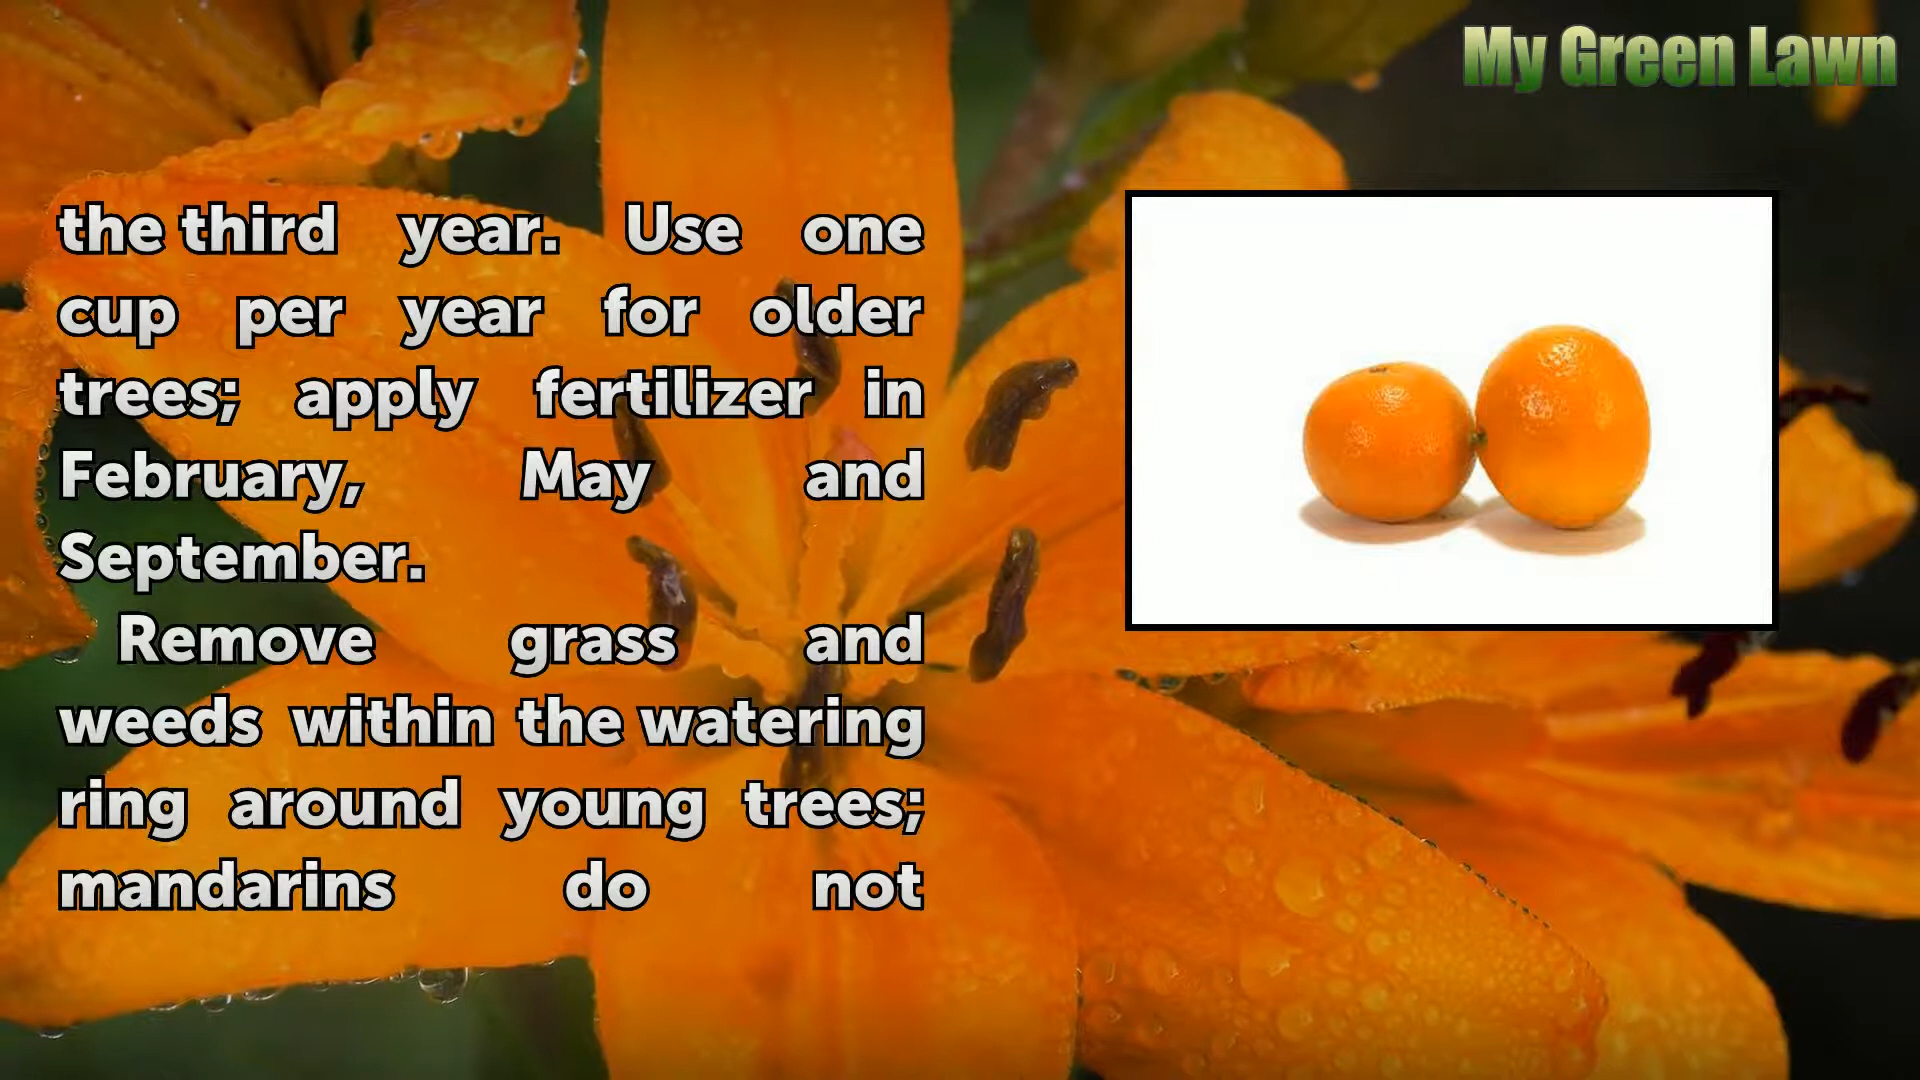 My Green Lawn
the third year. Use one
cup per year for older
trees; apply fertilizer in
February, May and
September.
Remove grass and
weeds within the watering
ring around young trees;
mandarins do not